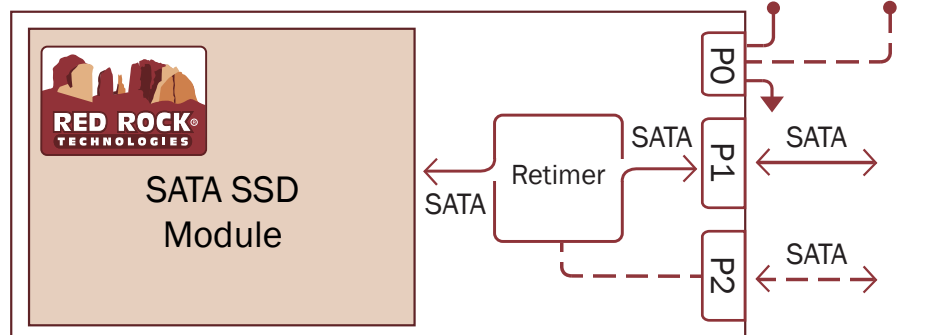 RED ROCK®
TECHNOLOGIES
SATA SSD
Module
SATA
Retimer
SATA
P0
P1
P2
SATA
SATA